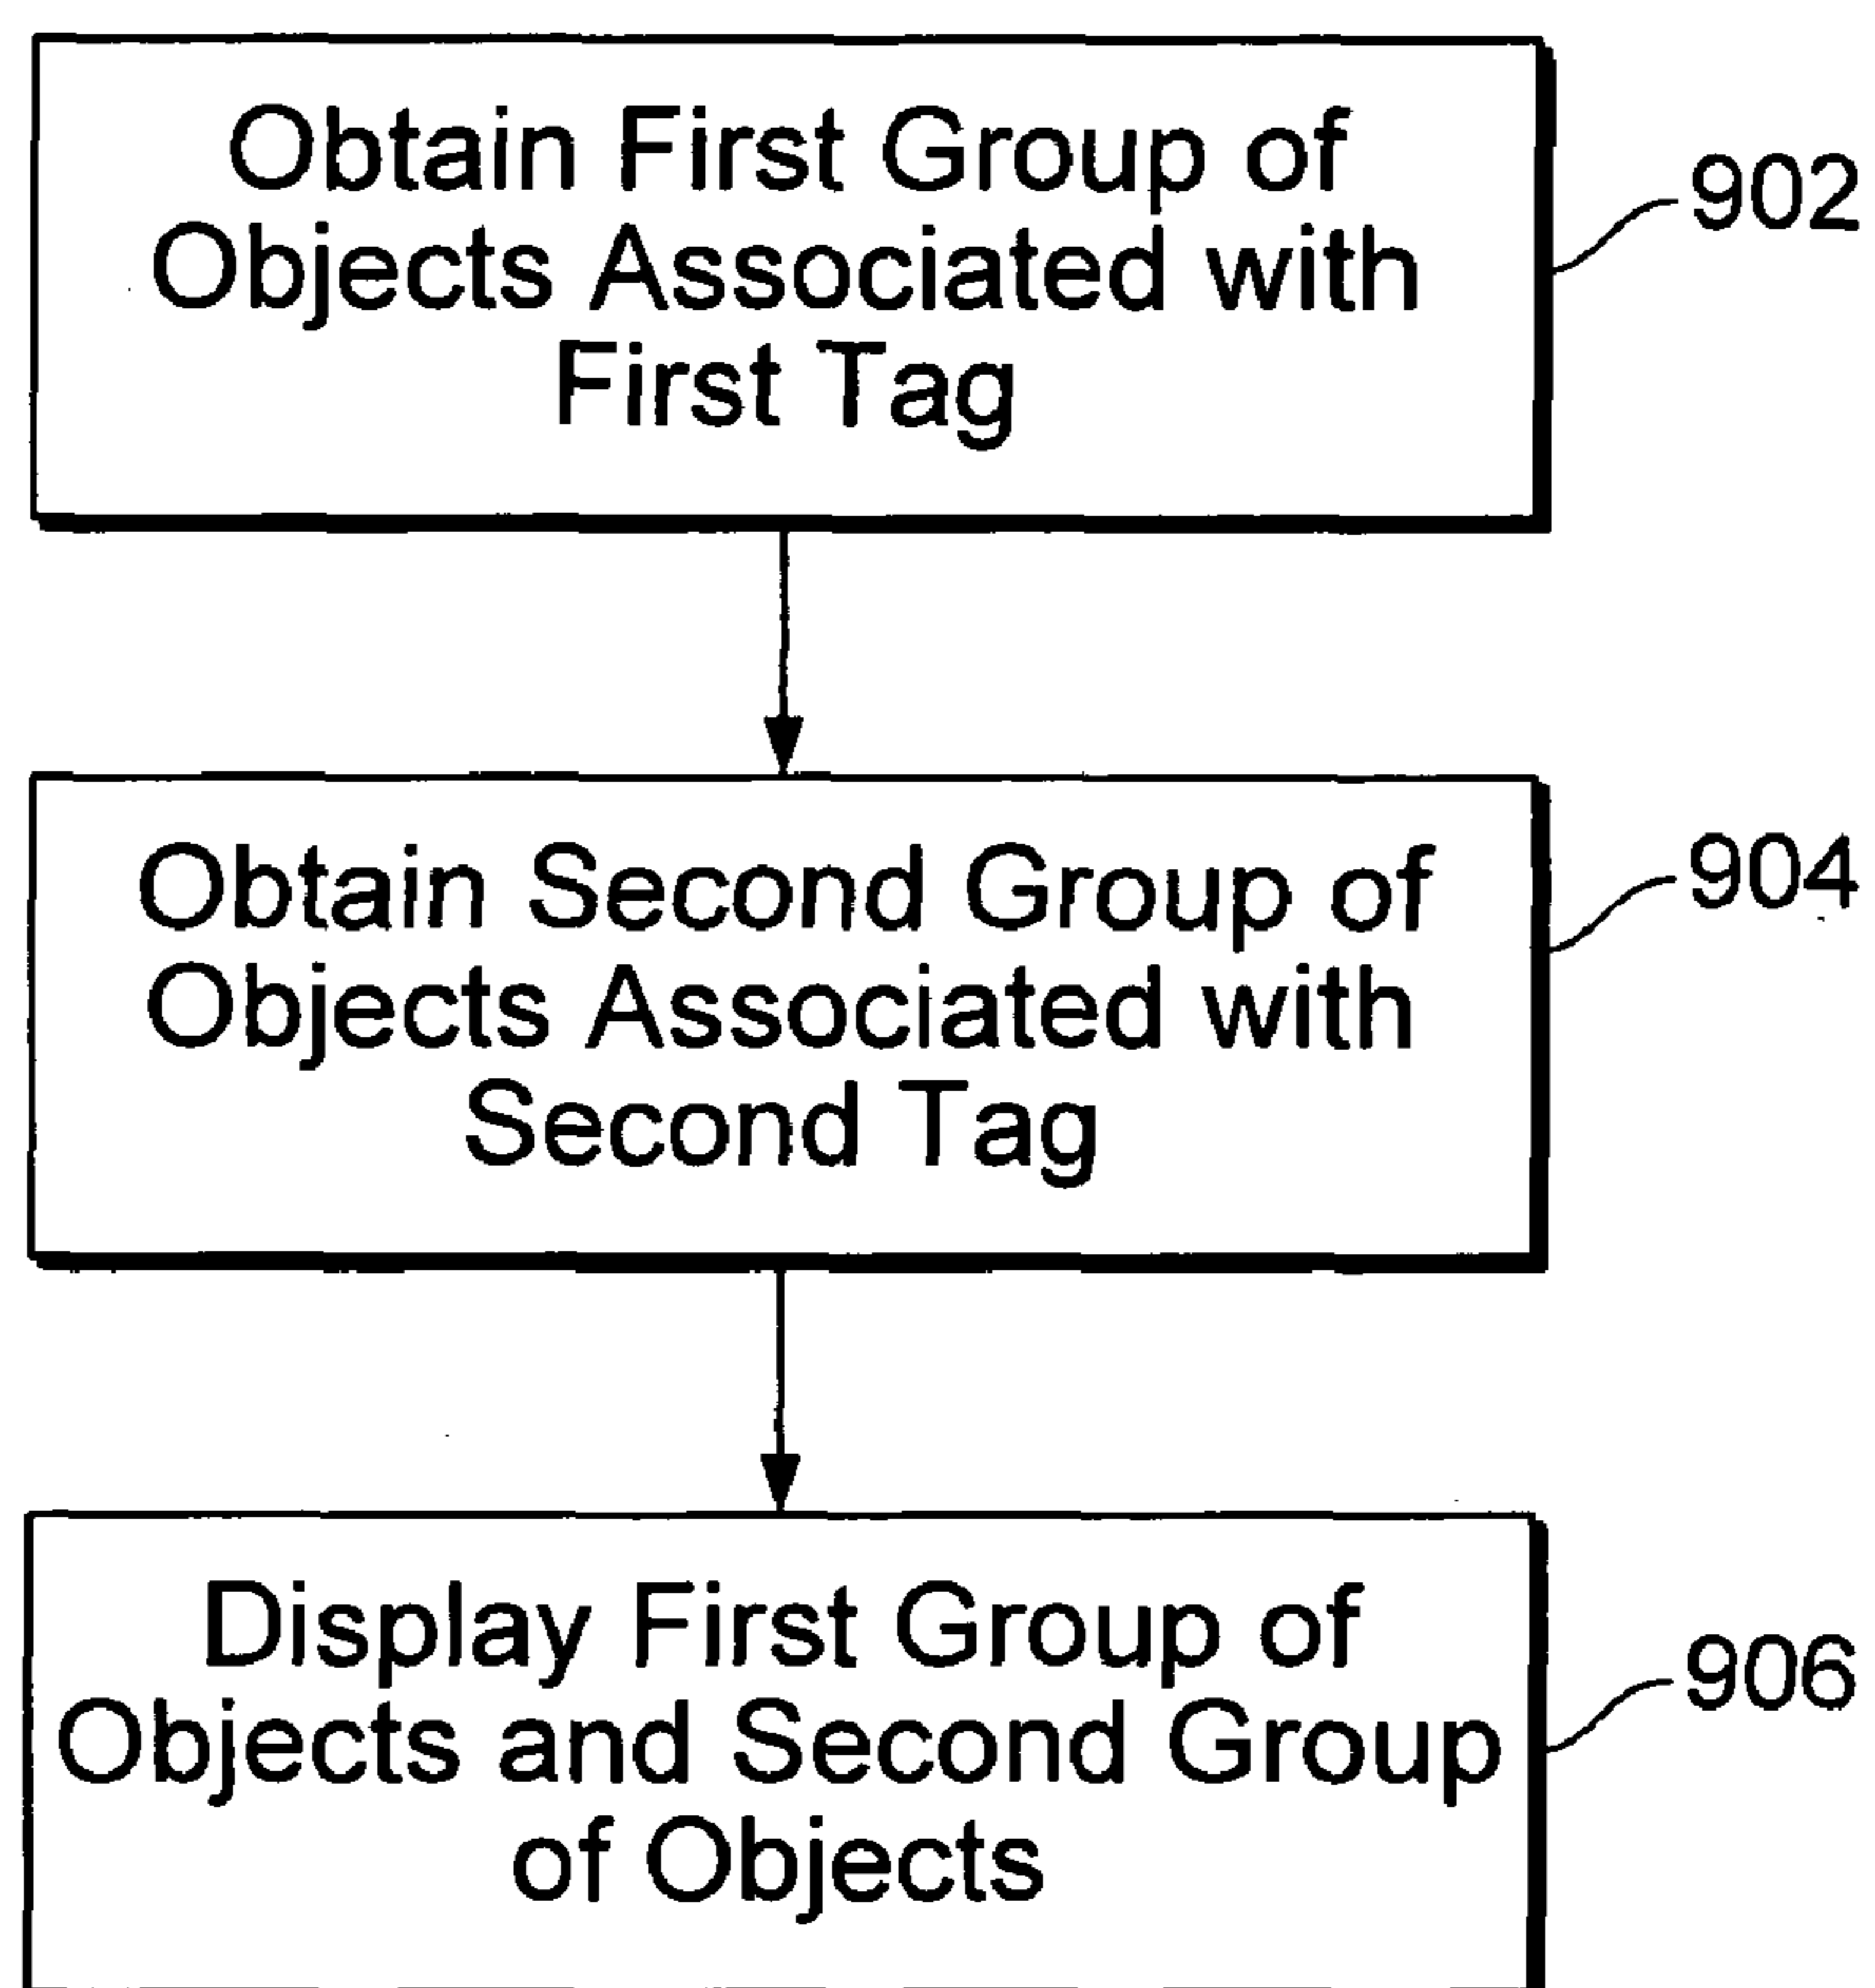 Obtain First Group of
Objects Associated with
First Tag
902
Obtain Second Group of
Objects Associated with
Second Tag
904
Display First Group of
Objects and Second Group
of Objects
906